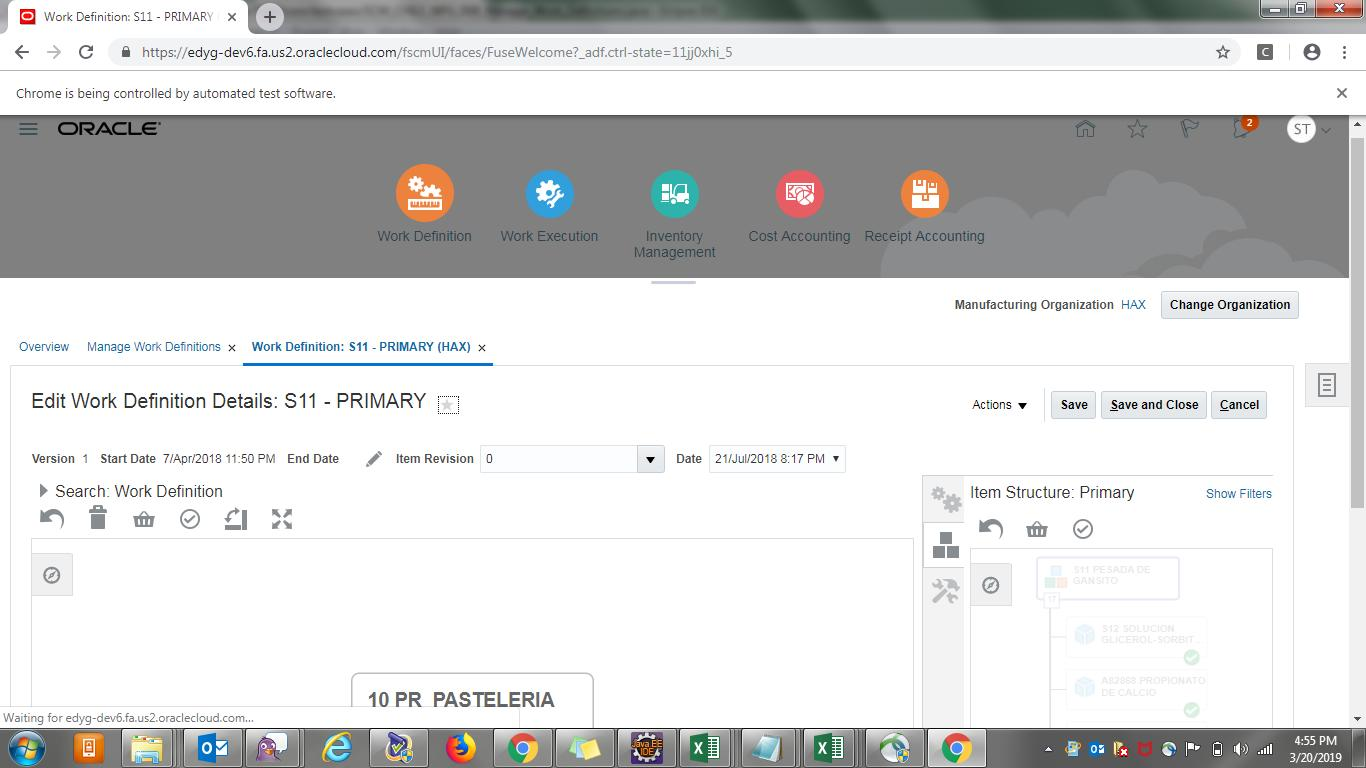 Work Definition: S11 - PRIMARY
https://edyg-dev6.fa.us2.oraclecloud.com/fscmUI/faces/FuseWelcome?_adf.ctrl-state=11jj0xhi_5
C
Chrome is being controlled by automated test software.
ORACLE
2
ST
Work Definition
Work Execution
Inventory Management
Cost Accounting
Receipt Accounting
Manufacturing Organization HAX Change Organization
Overview
Manage Work Definitions
Work Definition: S11 - PRIMARY (HAX)
Edit Work Definition Details: S11 - PRIMARY
Actions
Save
Save and Close
Cancel
Version 1 Start Date 7/Apr/2018 11:50 PM End Date Item Revision 0 Date 21/Jul/2018 8:17 PM
Search: Work Definition
Item Structure: Primary
Show Filters
S11 PESADA DE
GANSITO
17
S12 SOLUCION
GLICEROL-SORBIT...
A82868 PROPIONATO
DE CALCIO
10 PR PASTELERIA
Waiting for edyg-dev6.fa.us2.oraclecloud.com...
Java EE
IDE
4:55 PM
3/20/2019